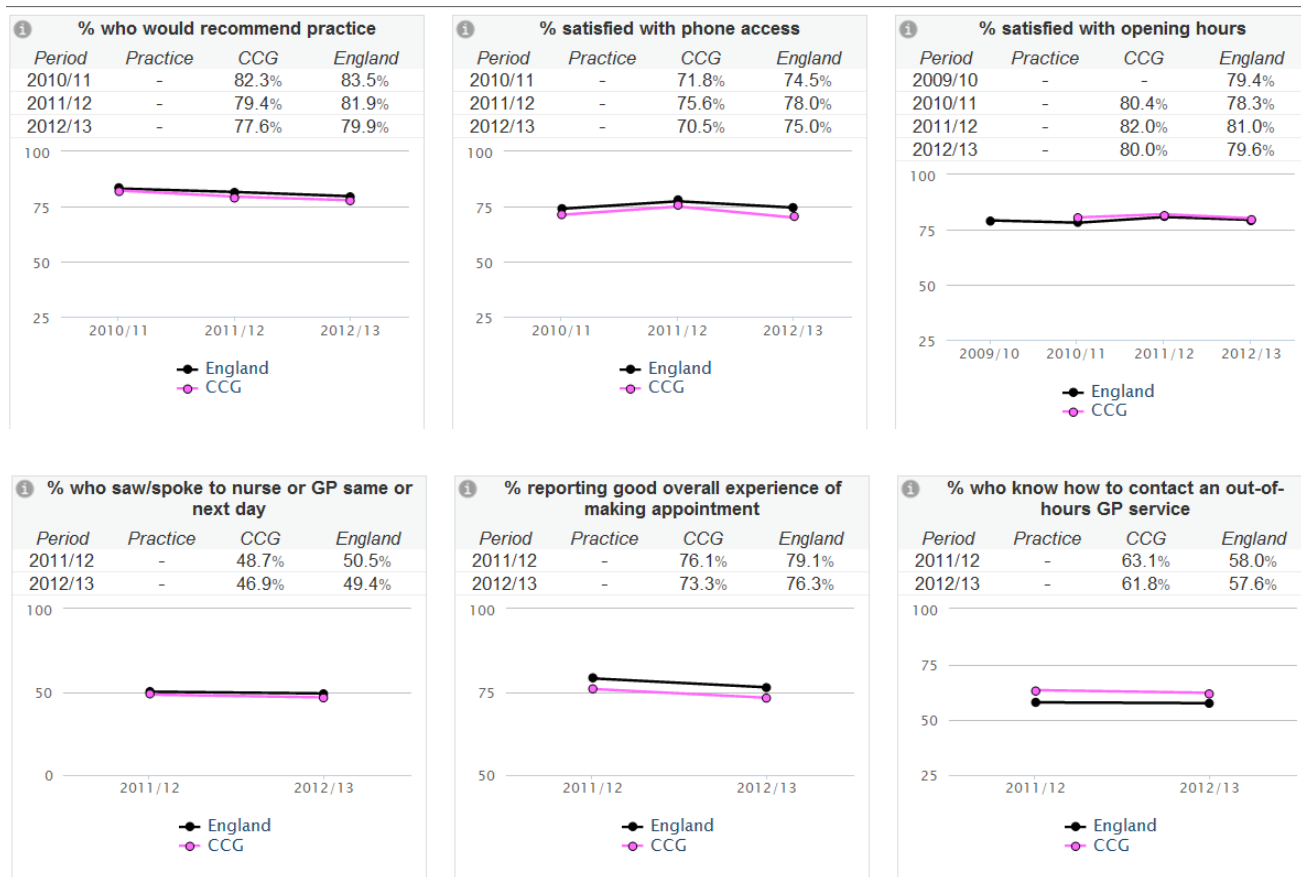 % who would recommend practice
Period Practice CCG England
2010/11 - 82.3% 83.5%
2011/12 - 79.4% 81.9%
2012/13 - 77.6% 79.9%
100
75
50
25
2010/11 2011/12 2012/13
England
CCG
% satisfied with phone access
Period Practice CCG England
2010/11 - 71.8% 74.5%
2011/12 - 75.6% 78.0%
2012/13 - 70.5% 75.0%
100
75
50
25
2010/11 2011/12 2012/13
England
CCG
% satisfied with opening hours
Period Practice CCG England
2009/10 - - 79.4%
2010/11 - 80.4% 78.3%
2011/12 - 82.0% 81.0%
2012/13 - 80.0% 79.6%
100
75
50
25
2009/10 2010/11 2011/12 2012/13
England
CCG
% who saw/spoke to nurse or GP same or
next day
Period Practice CCG England
2011/12 - 48.7% 50.5%
2012/13 - 46.9% 49.4%
100
50
0
2011/12 2012/13
England
CCG
% reporting good overall experience of
making appointment
Period Practice CCG England
2011/12 - 76.1% 79.1%
2012/13 - 73.3% 76.3%
100
75
50
2011/12 2012/13
England
CCG
% who know how to contact an out-of-
hours GP service
Period Practice CCG England
2011/12 - 63.1% 58.0%
2012/13 - 61.8% 57.6%
100
75
50
25
2011/12 2012/13
England
CCG